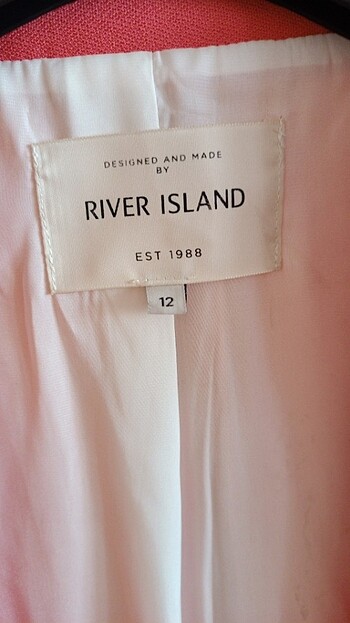 DESIGNED AND MADE
BY
RIVER ISLAND
EST 1988
12